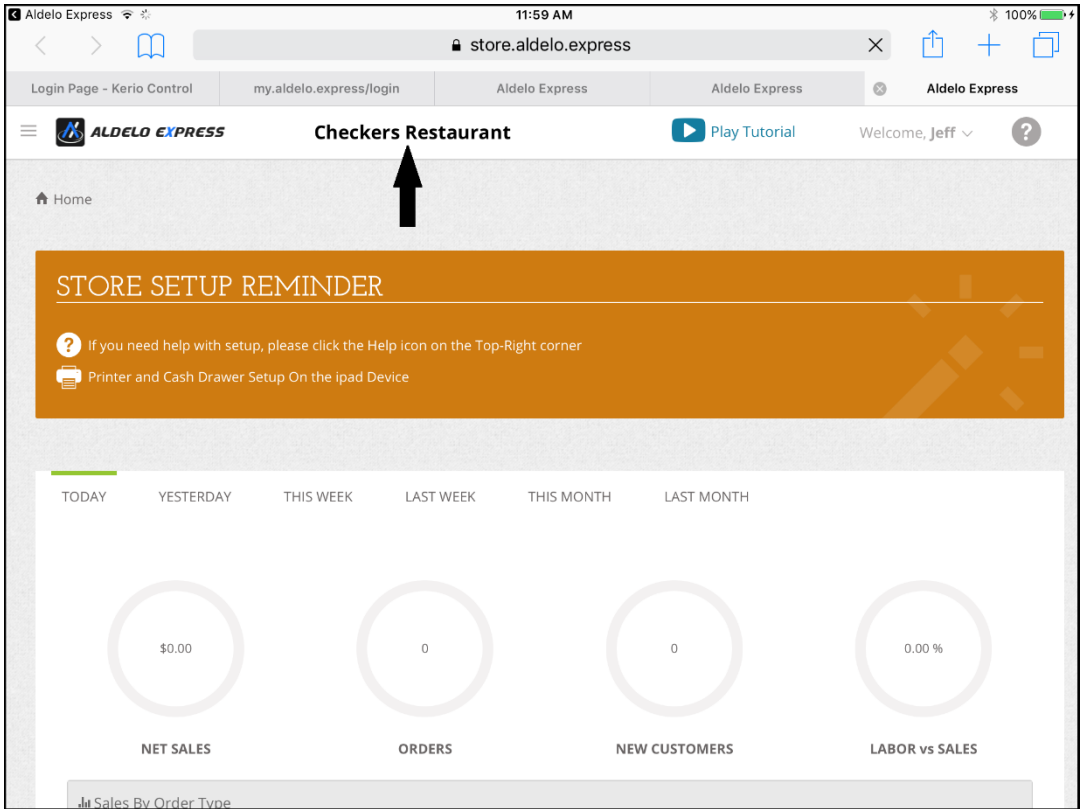 Aldelo Express 11:59 AM 100%
store.aldelo.express
Login Page - Kerio Control my.aldelo.express/login Aldelo Express Aldelo Express Aldelo Express
ALDELO EXPRESS Checkers Restaurant Play Tutorial Welcome, Jeff ?
Home
STORE SETUP REMINDER
? If you need help with setup, please click the Help icon on the Top-Right corner
Printer and Cash Drawer Setup On the ipad Device
TODAY YESTERDAY THIS WEEK LAST WEEK THIS MONTH LAST MONTH
$0.00 0 0 0.00 %
NET SALES ORDERS NEW CUSTOMERS LABOR vs SALES
Sales By Order Type